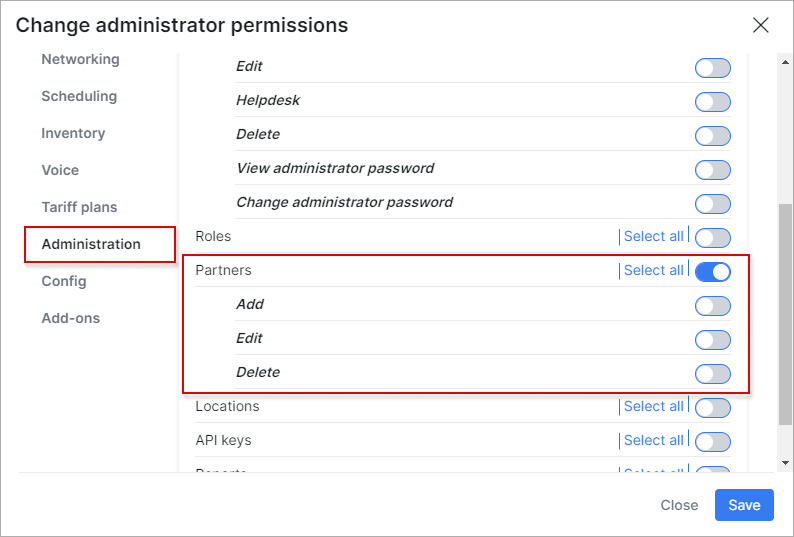 Change administrator permissions
Networking
Scheduling
Inventory
Voice
Tariff plans
Administration
Config
Add-ons
Edit
Helpdesk
Delete
View administrator password
Change administrator password
Roles Select all
Partners Select all
Add
Edit
Delete
Locations Select all
API keys Select all
Reports Select all
Close Save